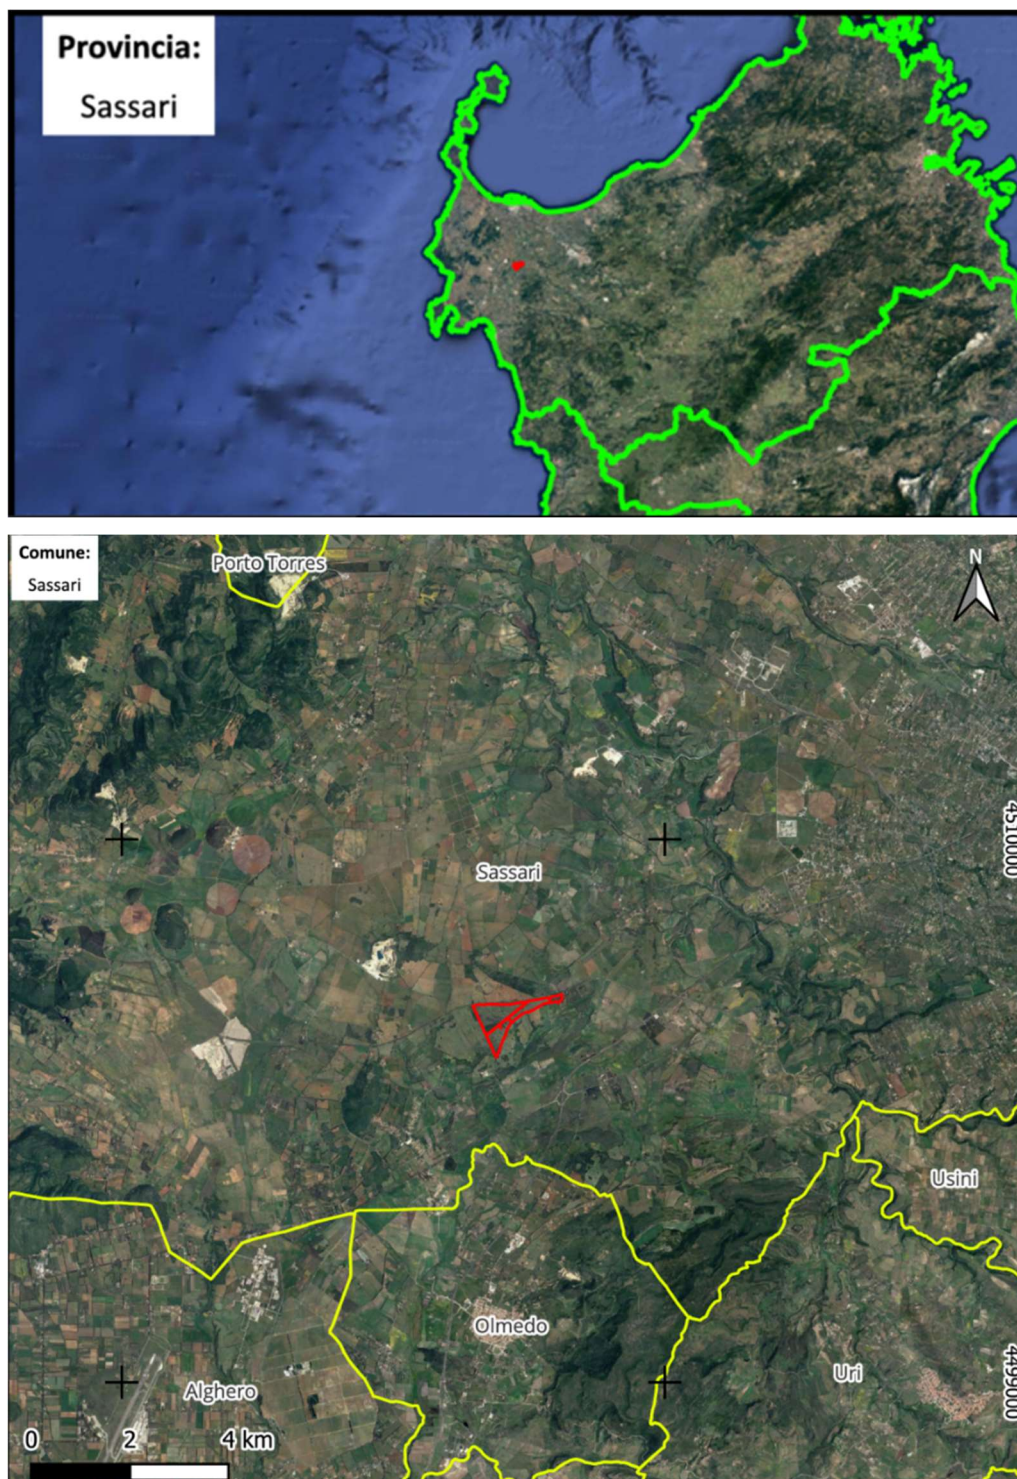 Provincia:
Sassari
Comune:
Sassari
Porto Torres
N
4510000
Sassari
Usini
Olmedo
Uri
Alghero
4499000
0 2 4 km